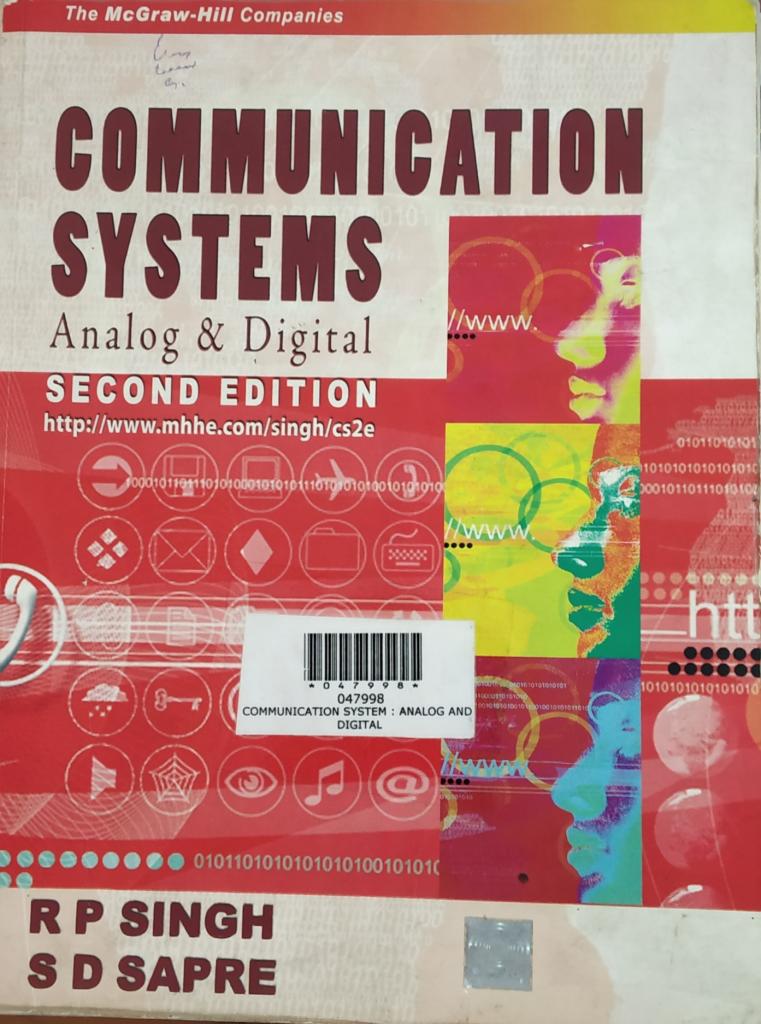 The McGraw-Hill Companies
COMMUNICATION
SYSTEMS
Analog & Digital
SECOND EDITION
http://www.mhhe.com/singh/cs2e
//www.
//www.
//www.
htt
*047998*
047998
COMMUNICATION SYSTEM : ANALOG AND
DIGITAL
@
R P SINGH
S D SAPRE